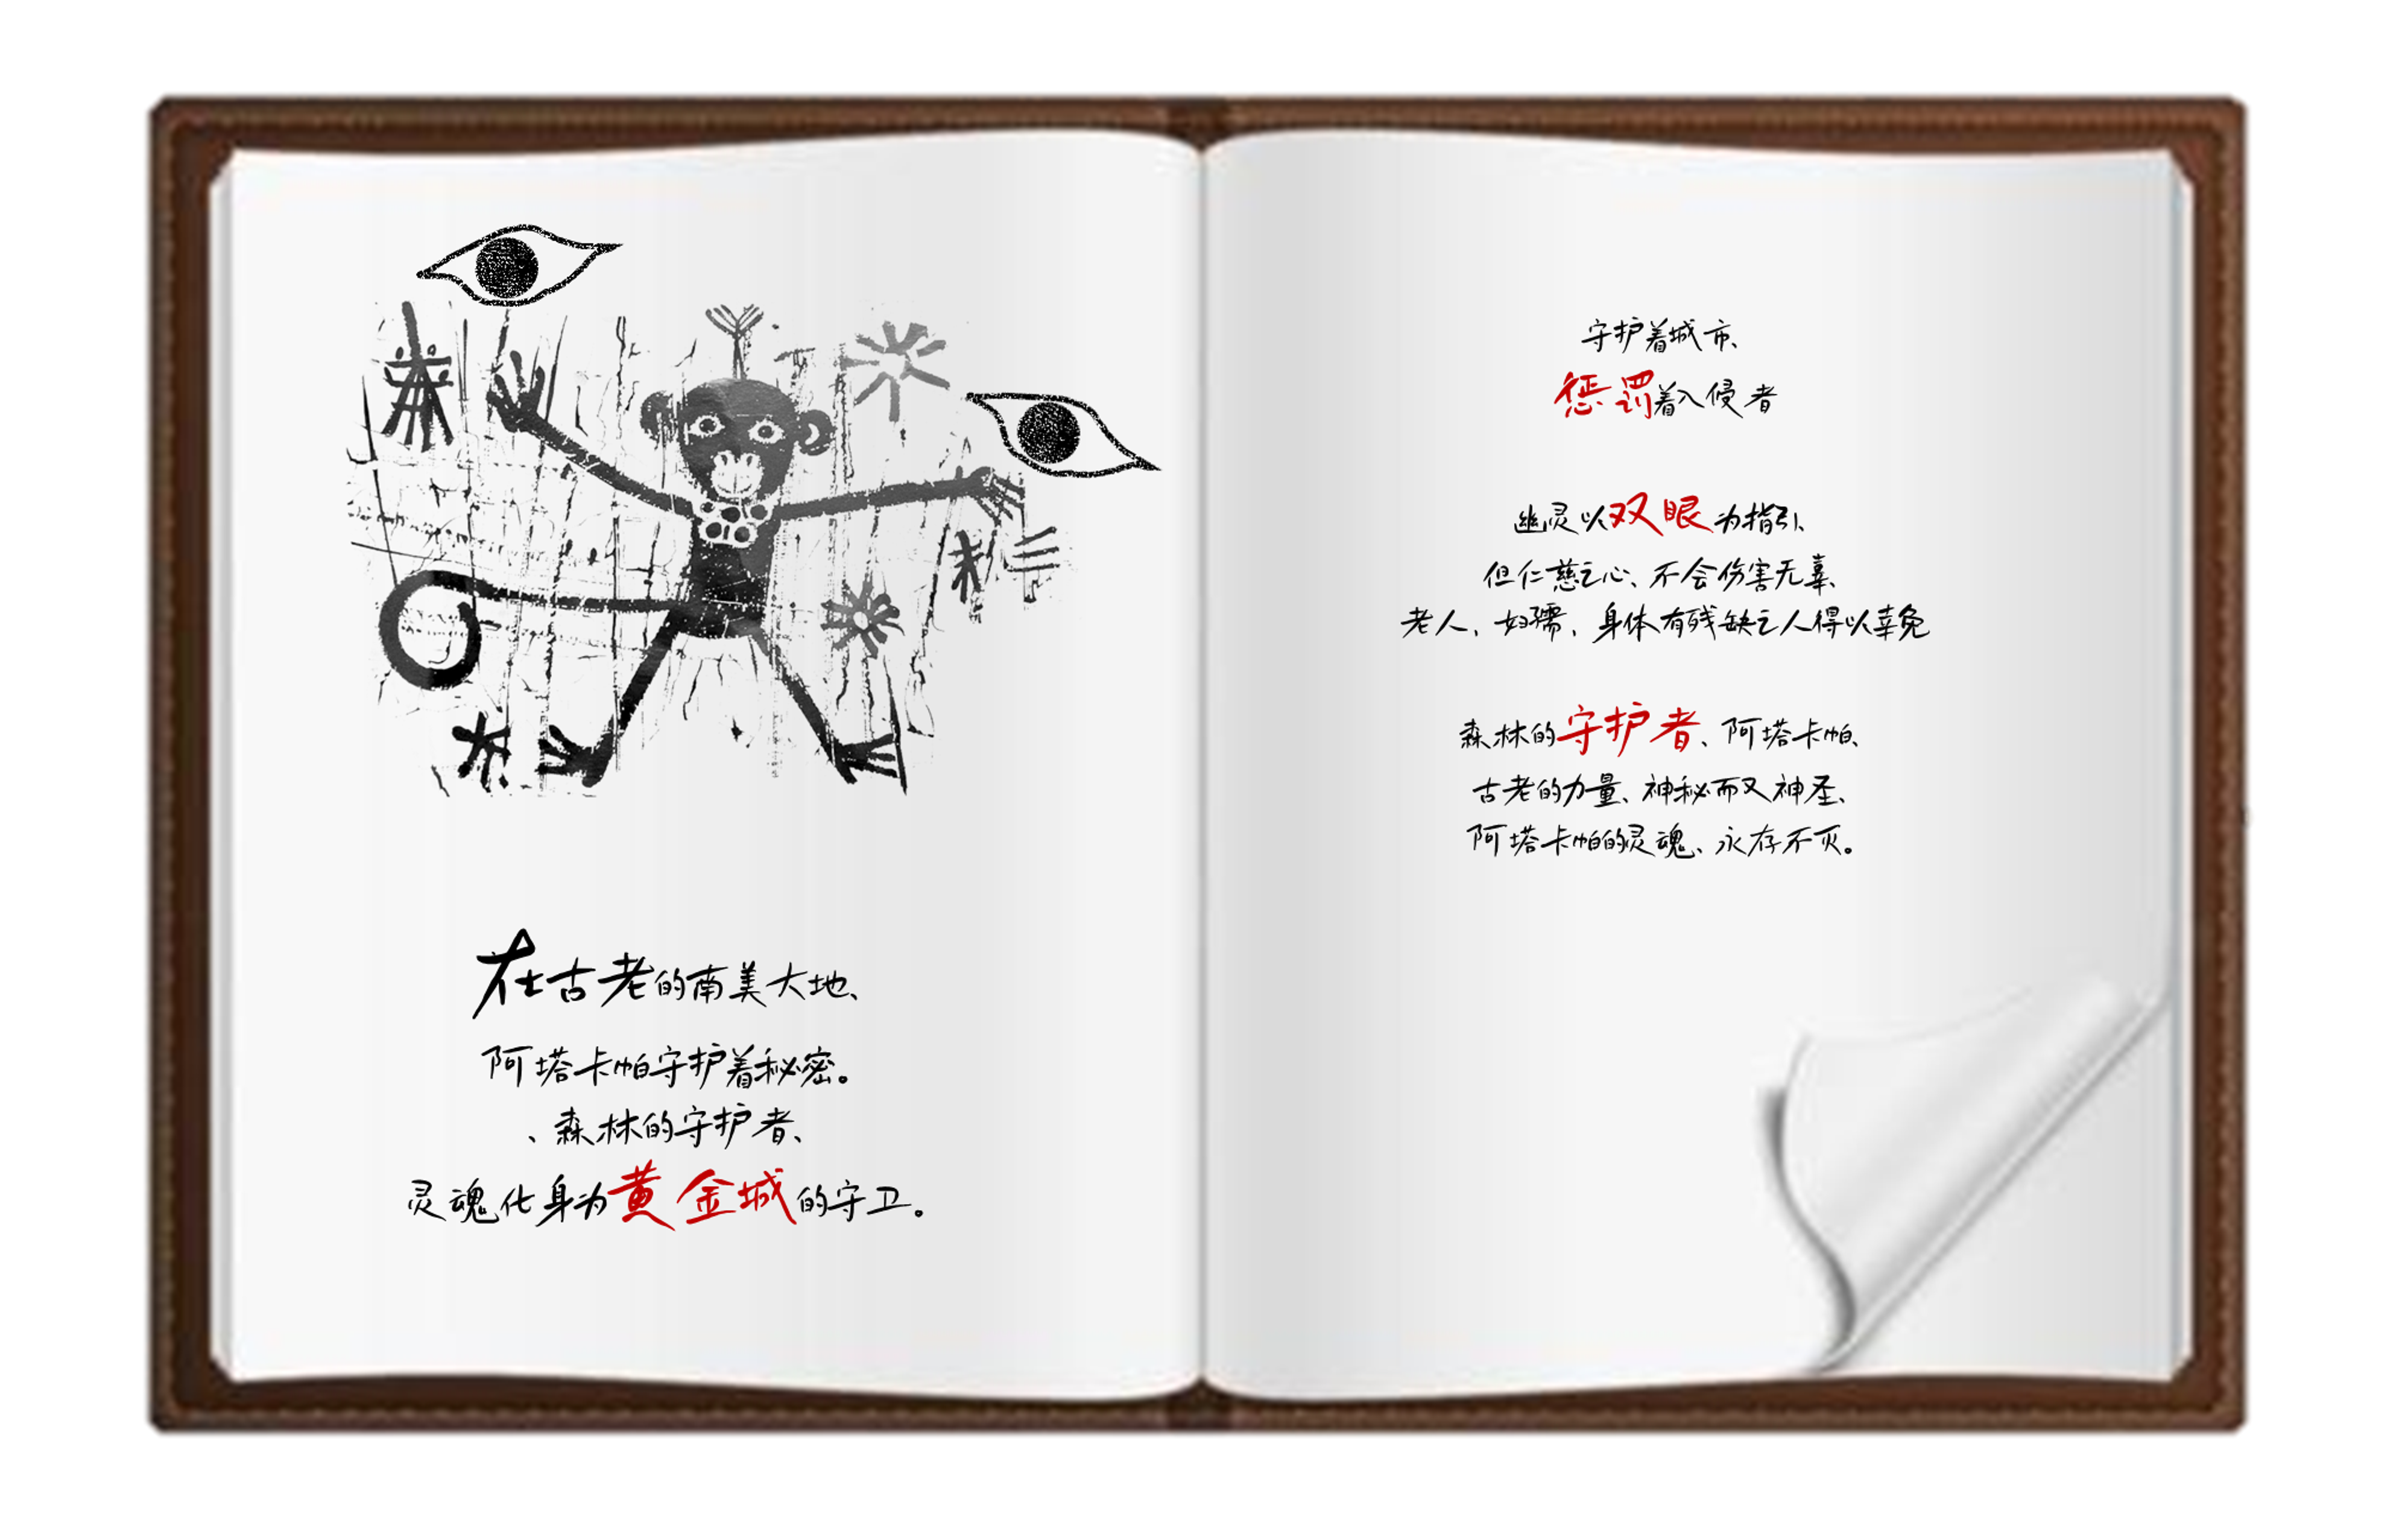 在古老的南美大地、
阿塔卡帕守护着秘密。
、森林的守护者、
灵魂化身为黄金城的守卫。
守护着城市、
惩罚着入侵者
幽灵以双眼为指引、
但仁慈之心、不会伤害无辜、
老人、妇孺、身体有残缺之人得以幸免
森林的守护者、阿塔卡帕、
古老的力量、神秘而又神圣、
阿塔卡帕的灵魂、永存不灭。